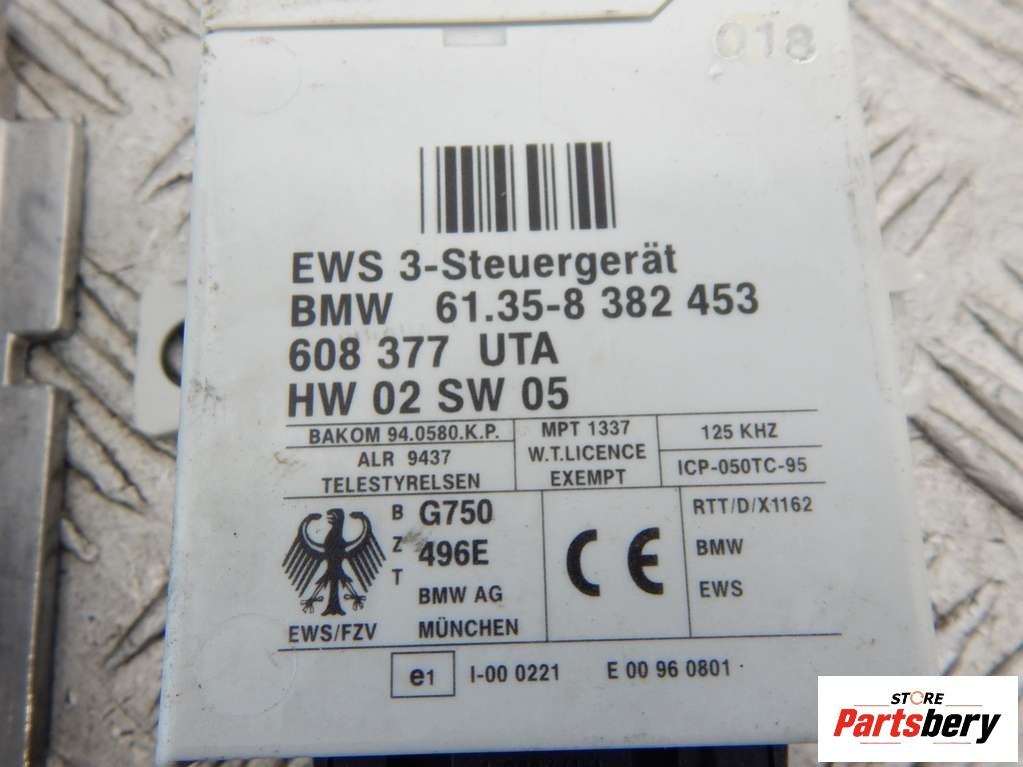 018
EWS 3-Steuergerät
BMW 61.35-8 382 453
608 377 UTA
HW 02 SW 05
BAKOM 94.0580.K.P.
ALR 9437
TELESTYRELSEN
MPT 1337
W.T.LICENCE
EXEMPT
125 KHZ
ICP-050TC-95
EWS/FZV
BZT
G750
496E
BMW AG
MÜNCHEN
CE
RTT/D/X1162
BMW
EWS
e1 I-00 0221 E 00 96 0801
STORE
Partsbery